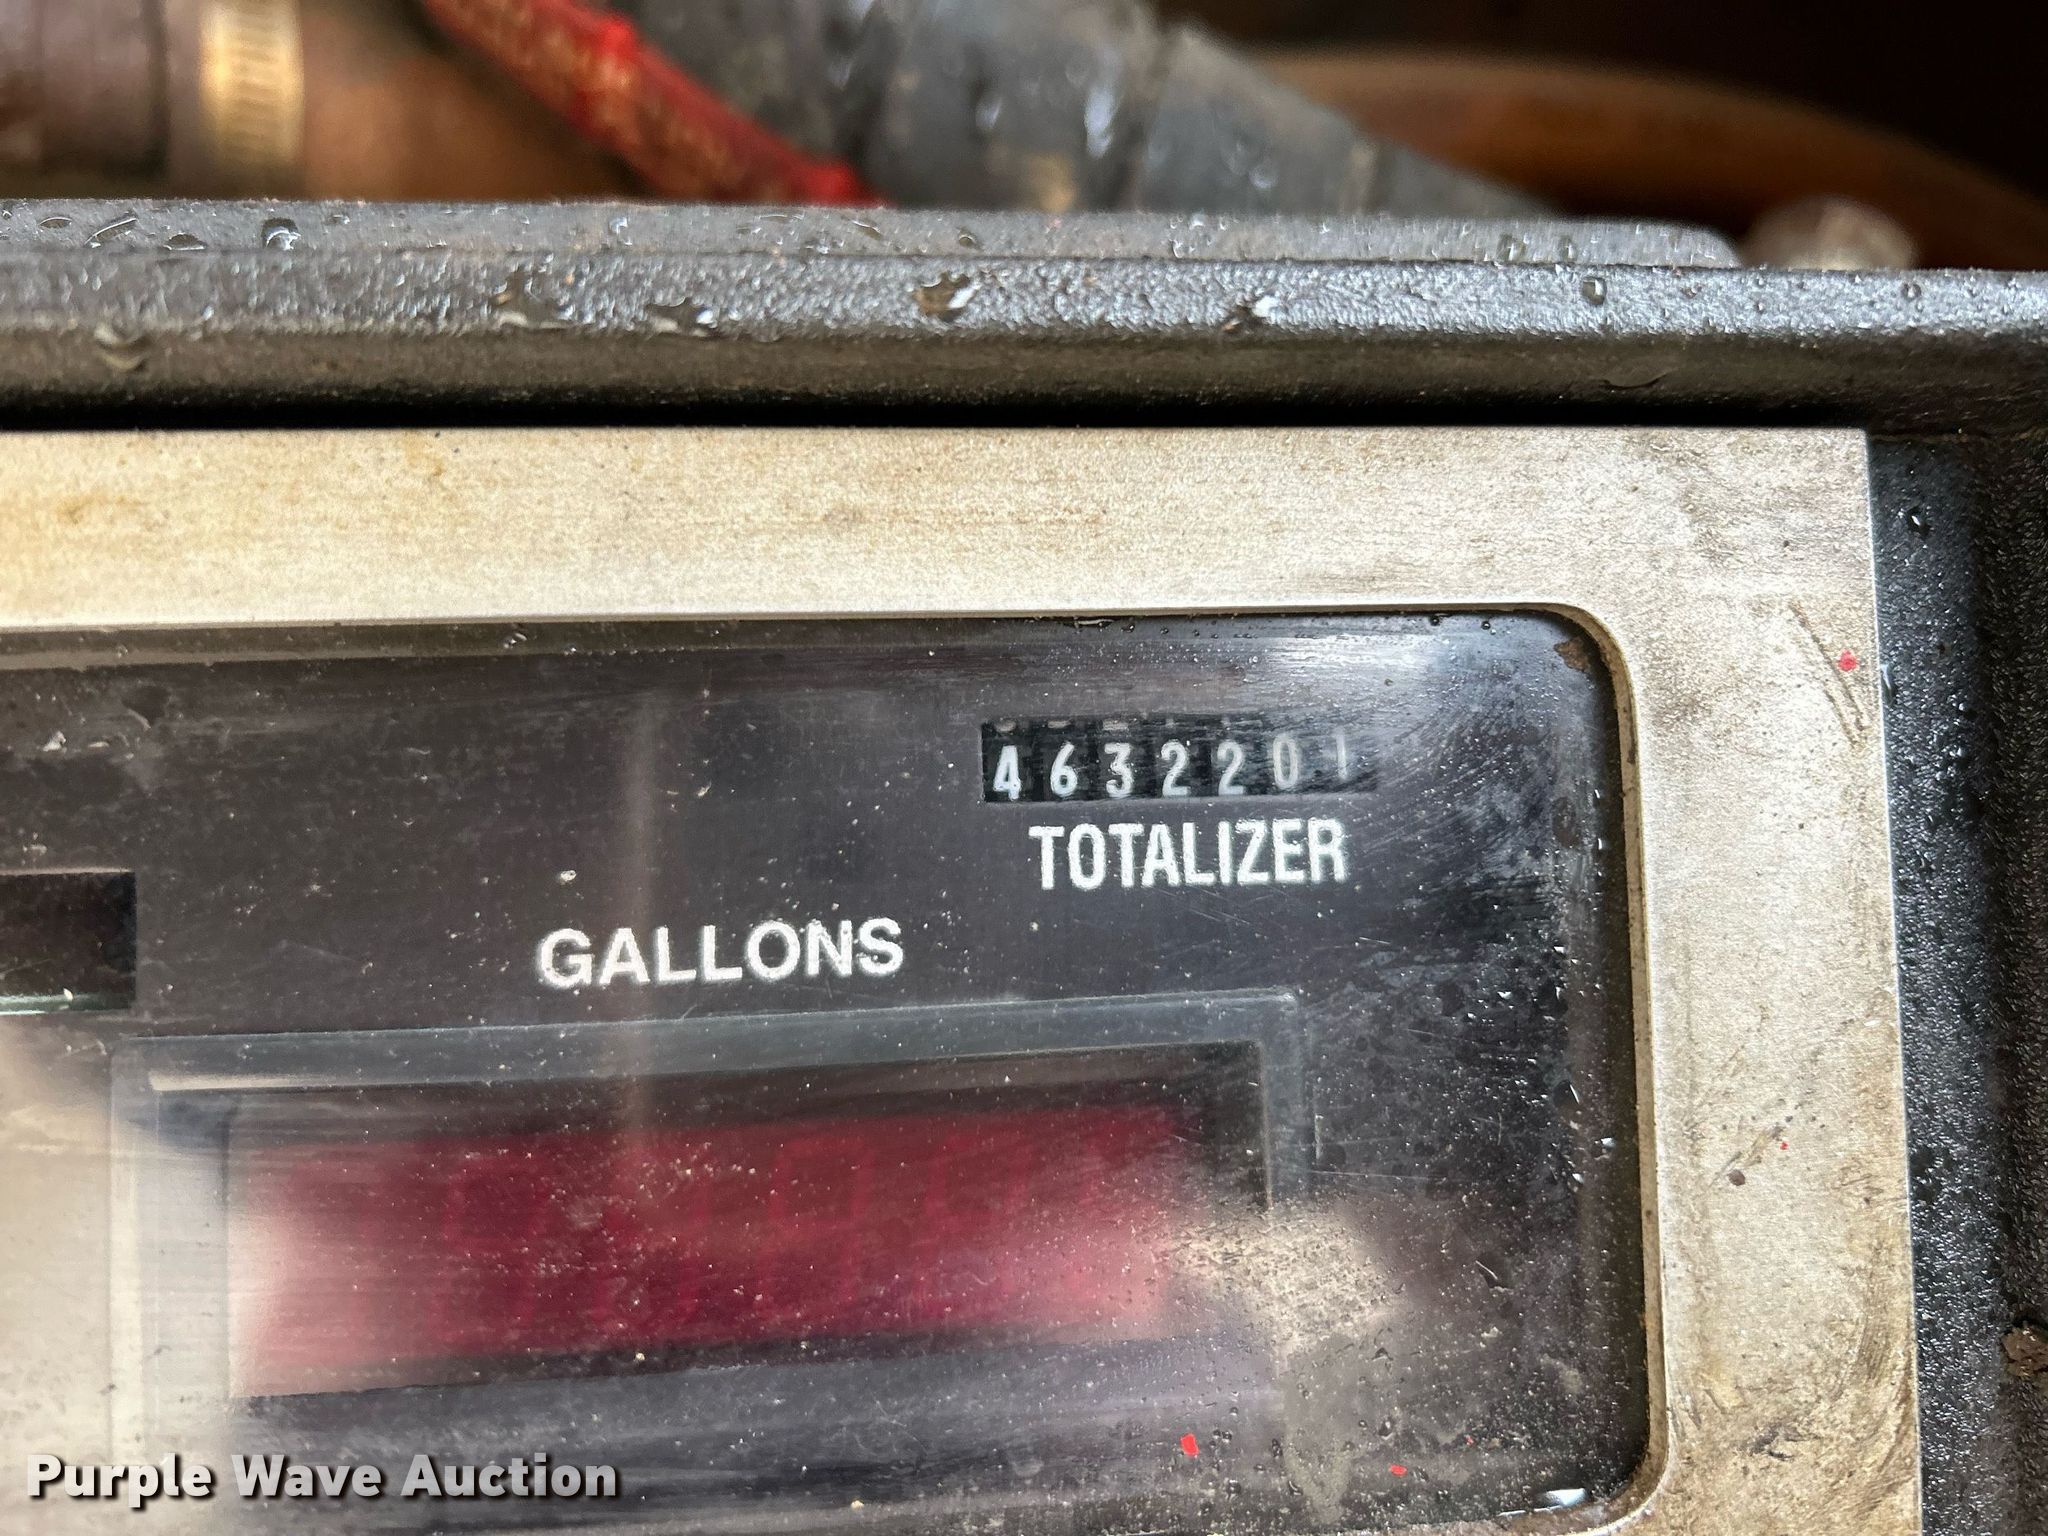 4632201
TOTALIZER
GALLONS
Purple Wave Auction